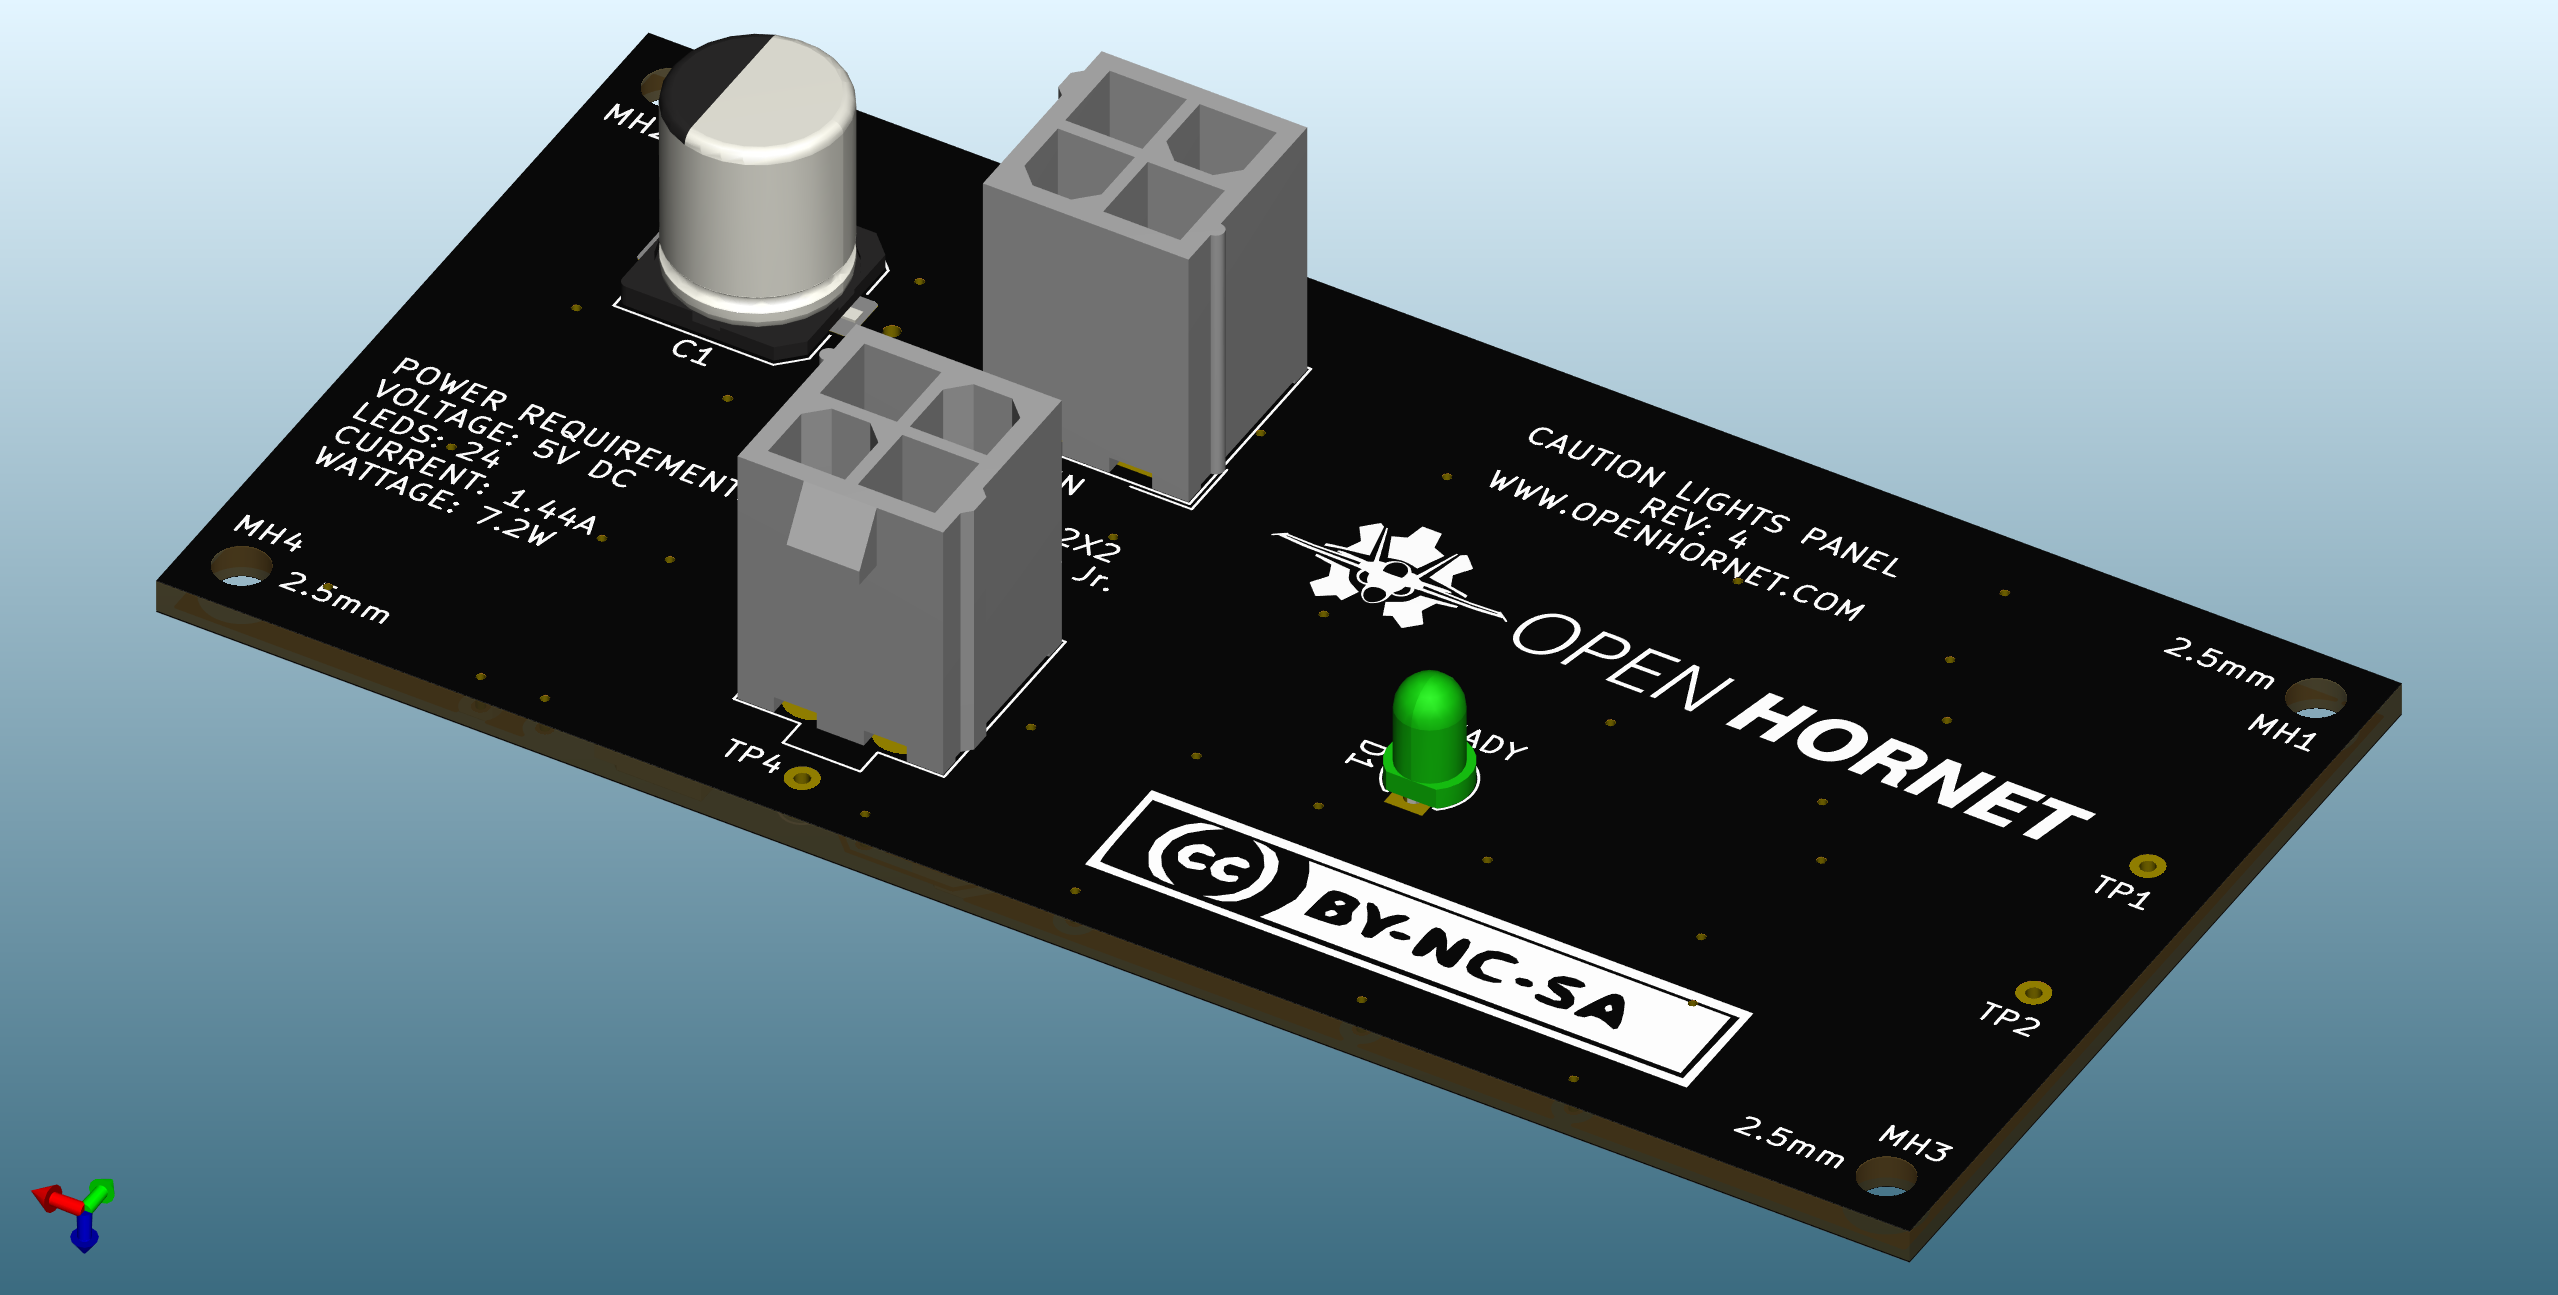 C1
POWER REQUIREMENT
VOLTAGE: 5V DC
LEDS: 24
CURRENT: 1.44A
WATTAGE: 7.2W
MH4
2.5mm
2X2
Jr.
TP4
CAUTION LIGHTS PANEL
REV: 4
WWW.OPENHORNET.COM
OPEN HORNET
2.5mm
MH1
TP1
TP2
cc BY-NC-SA
2.5mm
MH3